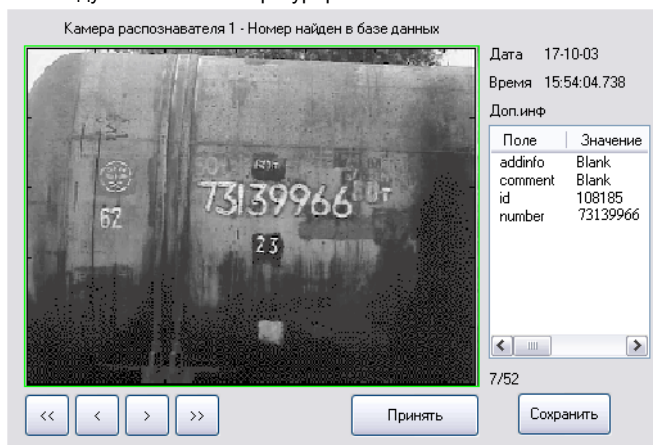 Камера распознавателя 1 - Номер найден в базе данных
Дата 17-10-03
Время 15:54:04.738
Доп.инф
Поле Значение
addinfo Blank
comment Blank
id 108185
number 73139966
73139966
62
23
7/52
<< < > >> Принять Сохранить